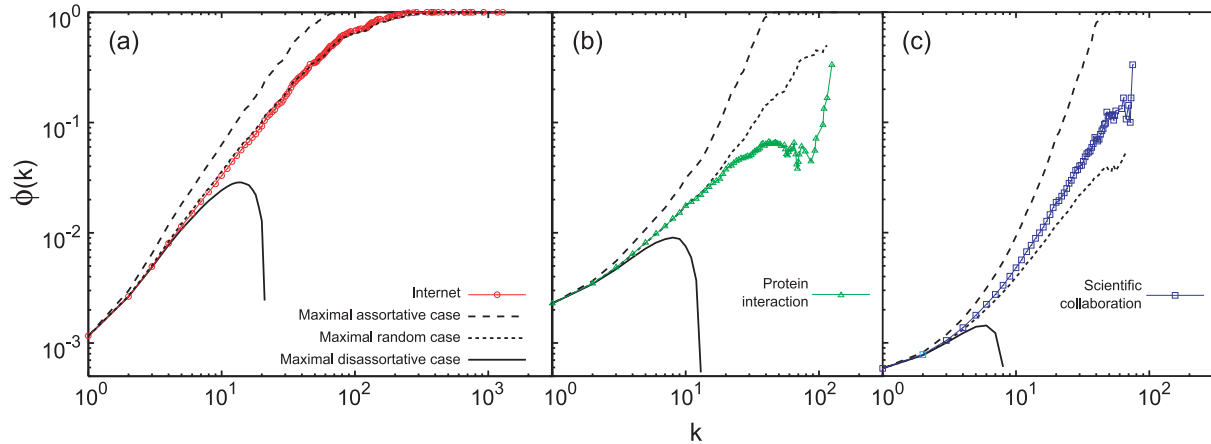 (a)
(b)
(c)
10^0
10^-1
10^-2
10^-3
ϕ(k)
Internet
Maximal assortative case
Maximal random case
Maximal disassortative case
Protein
interaction
Scientific
collaboration
10^0 10^1 10^2 10^3
10^0 10^1 10^2
10^0 10^1 10^2
k